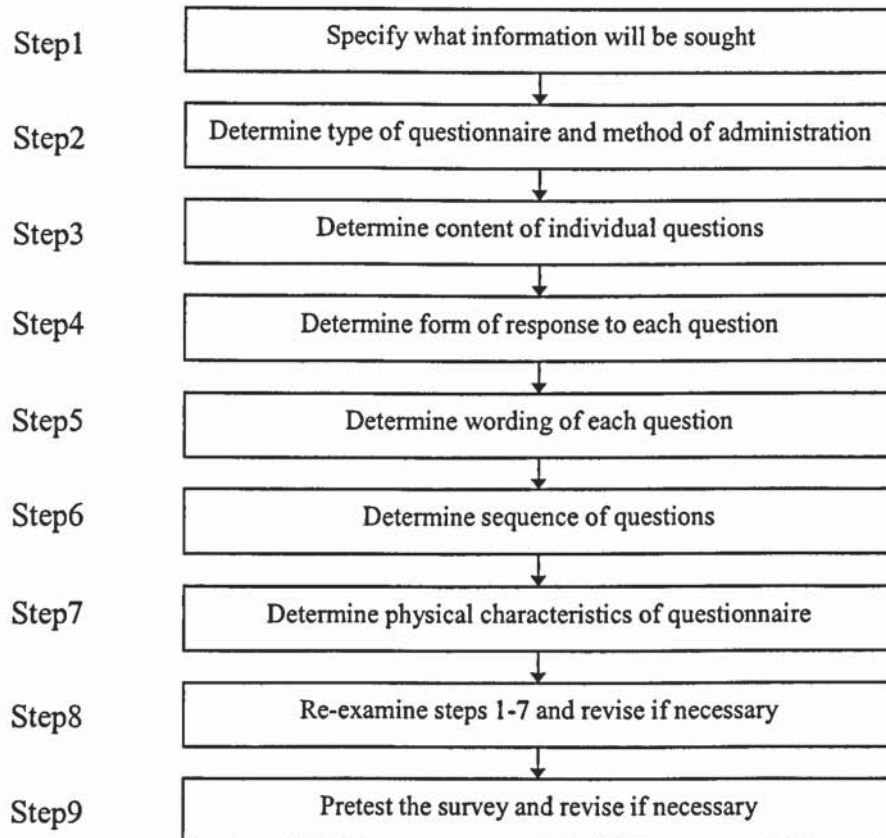 Step1 Specify what information will be sought
Step2 Determine type of questionnaire and method of administration
Step3 Determine content of individual questions
Step4 Determine form of response to each question
Step5 Determine wording of each question
Step6 Determine sequence of questions
Step7 Determine physical characteristics of questionnaire
Step8 Re-examine steps 1-7 and revise if necessary
Step9 Pretest the survey and revise if necessary